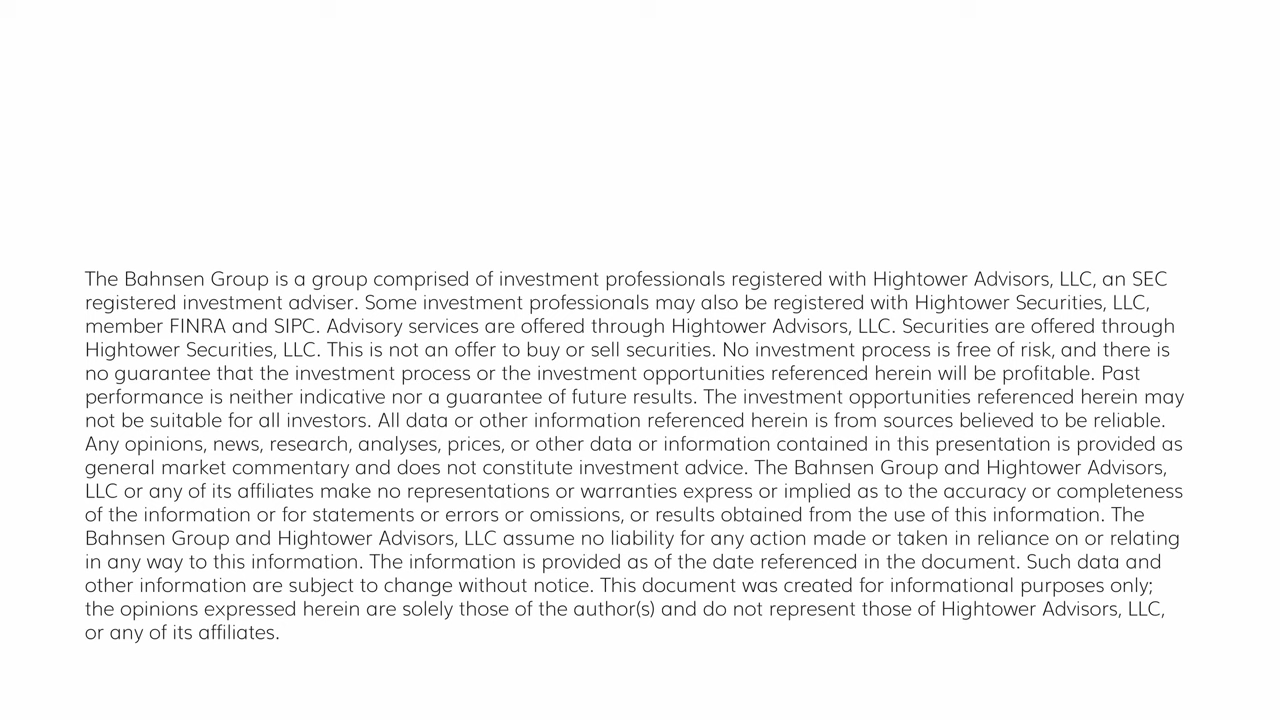 The Bahnsen Group is a group comprised of investment professionals registered with Hightower Advisors, LLC, an SEC
registered investment adviser. Some investment professionals may also be registered with Hightower Securities, LLC,
member FINRA and SIPC. Advisory services are offered through Hightower Advisors, LLC. Securities are offered through
Hightower Securities, LLC. This is not an offer to buy or sell securities. No investment process is free of risk, and there is
no guarantee that the investment process or the investment opportunities referenced herein will be profitable. Past
performance is neither indicative nor a guarantee of future results. The investment opportunities referenced herein may
not be suitable for all investors. All data or other information referenced herein is from sources believed to be reliable.
Any opinions, news, research, analyses, prices, or other data or information contained in this presentation is provided as
general market commentary and does not constitute investment advice. The Bahnsen Group and Hightower Advisors,
LLC or any of its affiliates make no representations or warranties express or implied as to the accuracy or completeness
of the information or for statements or errors or omissions, or results obtained from the use of this information. The
Bahnsen Group and Hightower Advisors, LLC assume no liability for any action made or taken in reliance on or relating
in any way to this information. The information is provided as of the date referenced in the document. Such data and
other information are subject to change without notice. This document was created for informational purposes only;
the opinions expressed herein are solely those of the author(s) and do not represent those of Hightower Advisors, LLC,
or any of its affiliates.